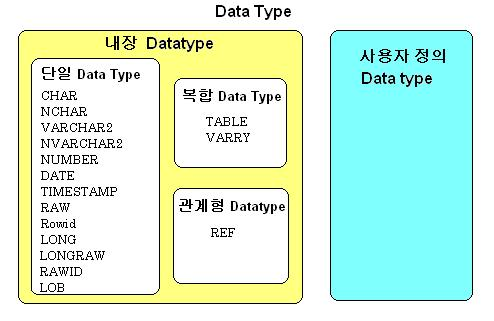 Data Type
내장 Datatype
단일 Data Type
CHAR
NCHAR
VARCHAR2
NVARCHAR2
NUMBER
DATE
TIMESTAMP
RAW
Rowid
LONG
LONGRAW
RAWID
LOB
복합 Data Type
TABLE
VARRY
관계형 Datatype
REF
사용자 정의
Data type